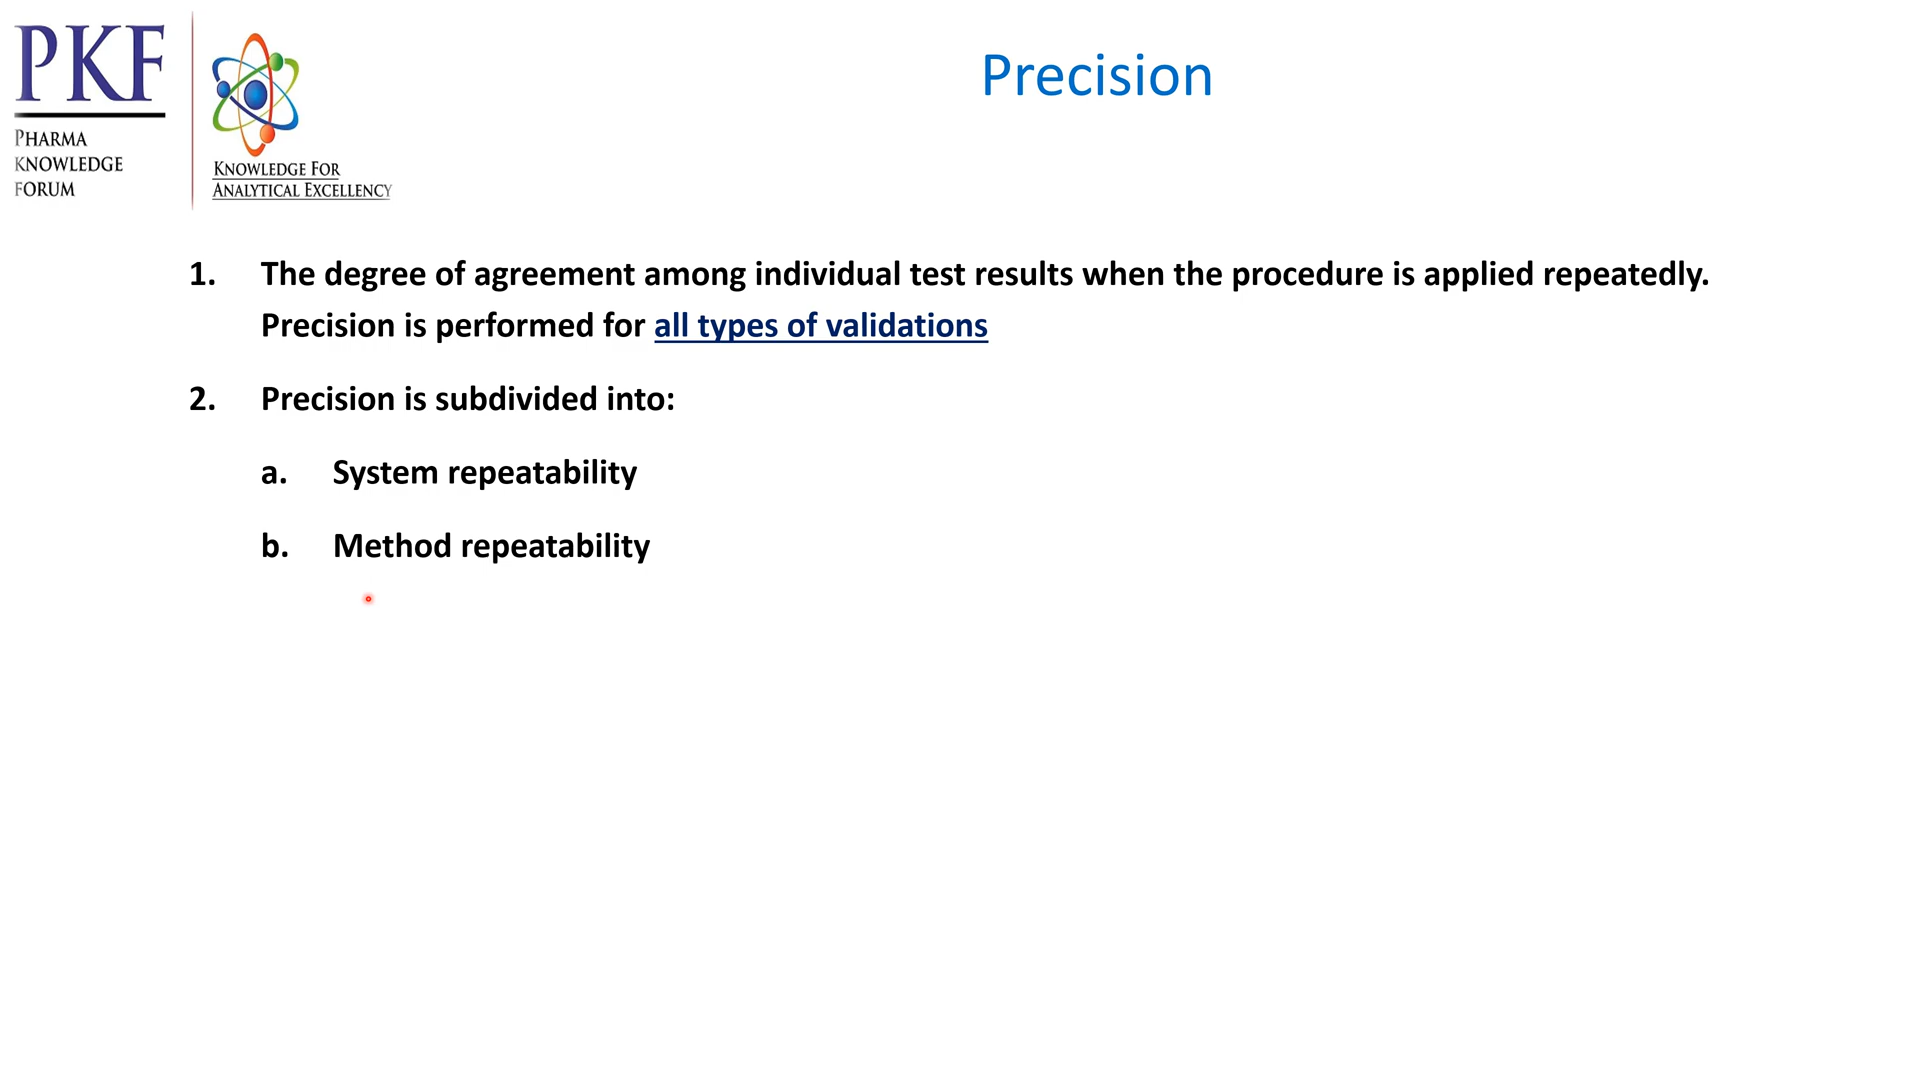 PKF
PHARMA
KNOWLEDGE
FORUM
KNOWLEDGE FOR
ANALYTICAL EXCELLENCY
Precision
1. The degree of agreement among individual test results when the procedure is applied repeatedly.
Precision is performed for all types of validations
2. Precision is subdivided into:
a. System repeatability
b. Method repeatability